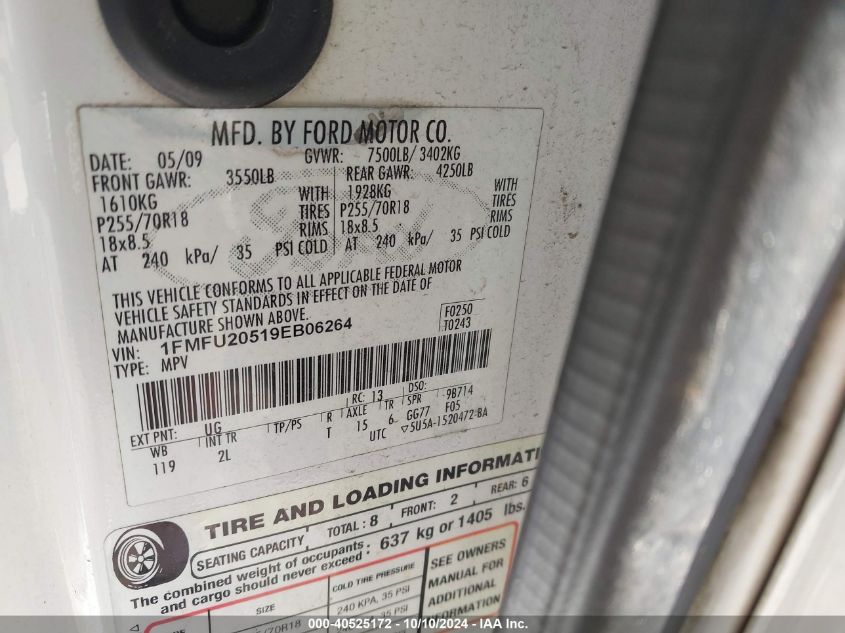 MFD. BY FORD MOTOR CO.
DATE: 05/09 GVWR: 7500LB/ 3402KG
FRONT GAWR: 3550LB REAR GAWR: 4250LB
1610KG WITH 1928KG WITH
P255/70R18 TIRES P255/70R18 TIRES
18x8.5 RIMS 18x8.5 RIMS
AT 240 kPa/ 35 PSI COLD AT 240 kPa/ 35 PSI COLD
THIS VEHICLE CONFORMS TO ALL APPLICABLE FEDERAL MOTOR
VEHICLE SAFETY STANDARDS IN EFFECT ON THE DATE OF
MANUFACTURE SHOWN ABOVE.
F0250
T0243
VIN: 1FMFU20519EB06264
TYPE: MPV
RC: 13 DSO:
EXT PNT: UG 9B714
WB INT TR TP/PS R AXLE TR SPR F05
119 2L T 15 6 GG77
UTC ▽5U5A-1520472-BA
TIRE AND LOADING INFORMATI
SEATING CAPACITY TOTAL: 8 FRONT: 2 REAR: 6
The combined weight of occupants
and cargo should never exceed: 637 kg or 1405 lbs.
SIZE COLD TIRE PRESSURE
SEE OWNERS
MANUAL FOR
ADDITIONAL
240 KPA, 35 PSI
35 PSI
---- 000-40525172 - 10/10/2024 - IAA Inc.